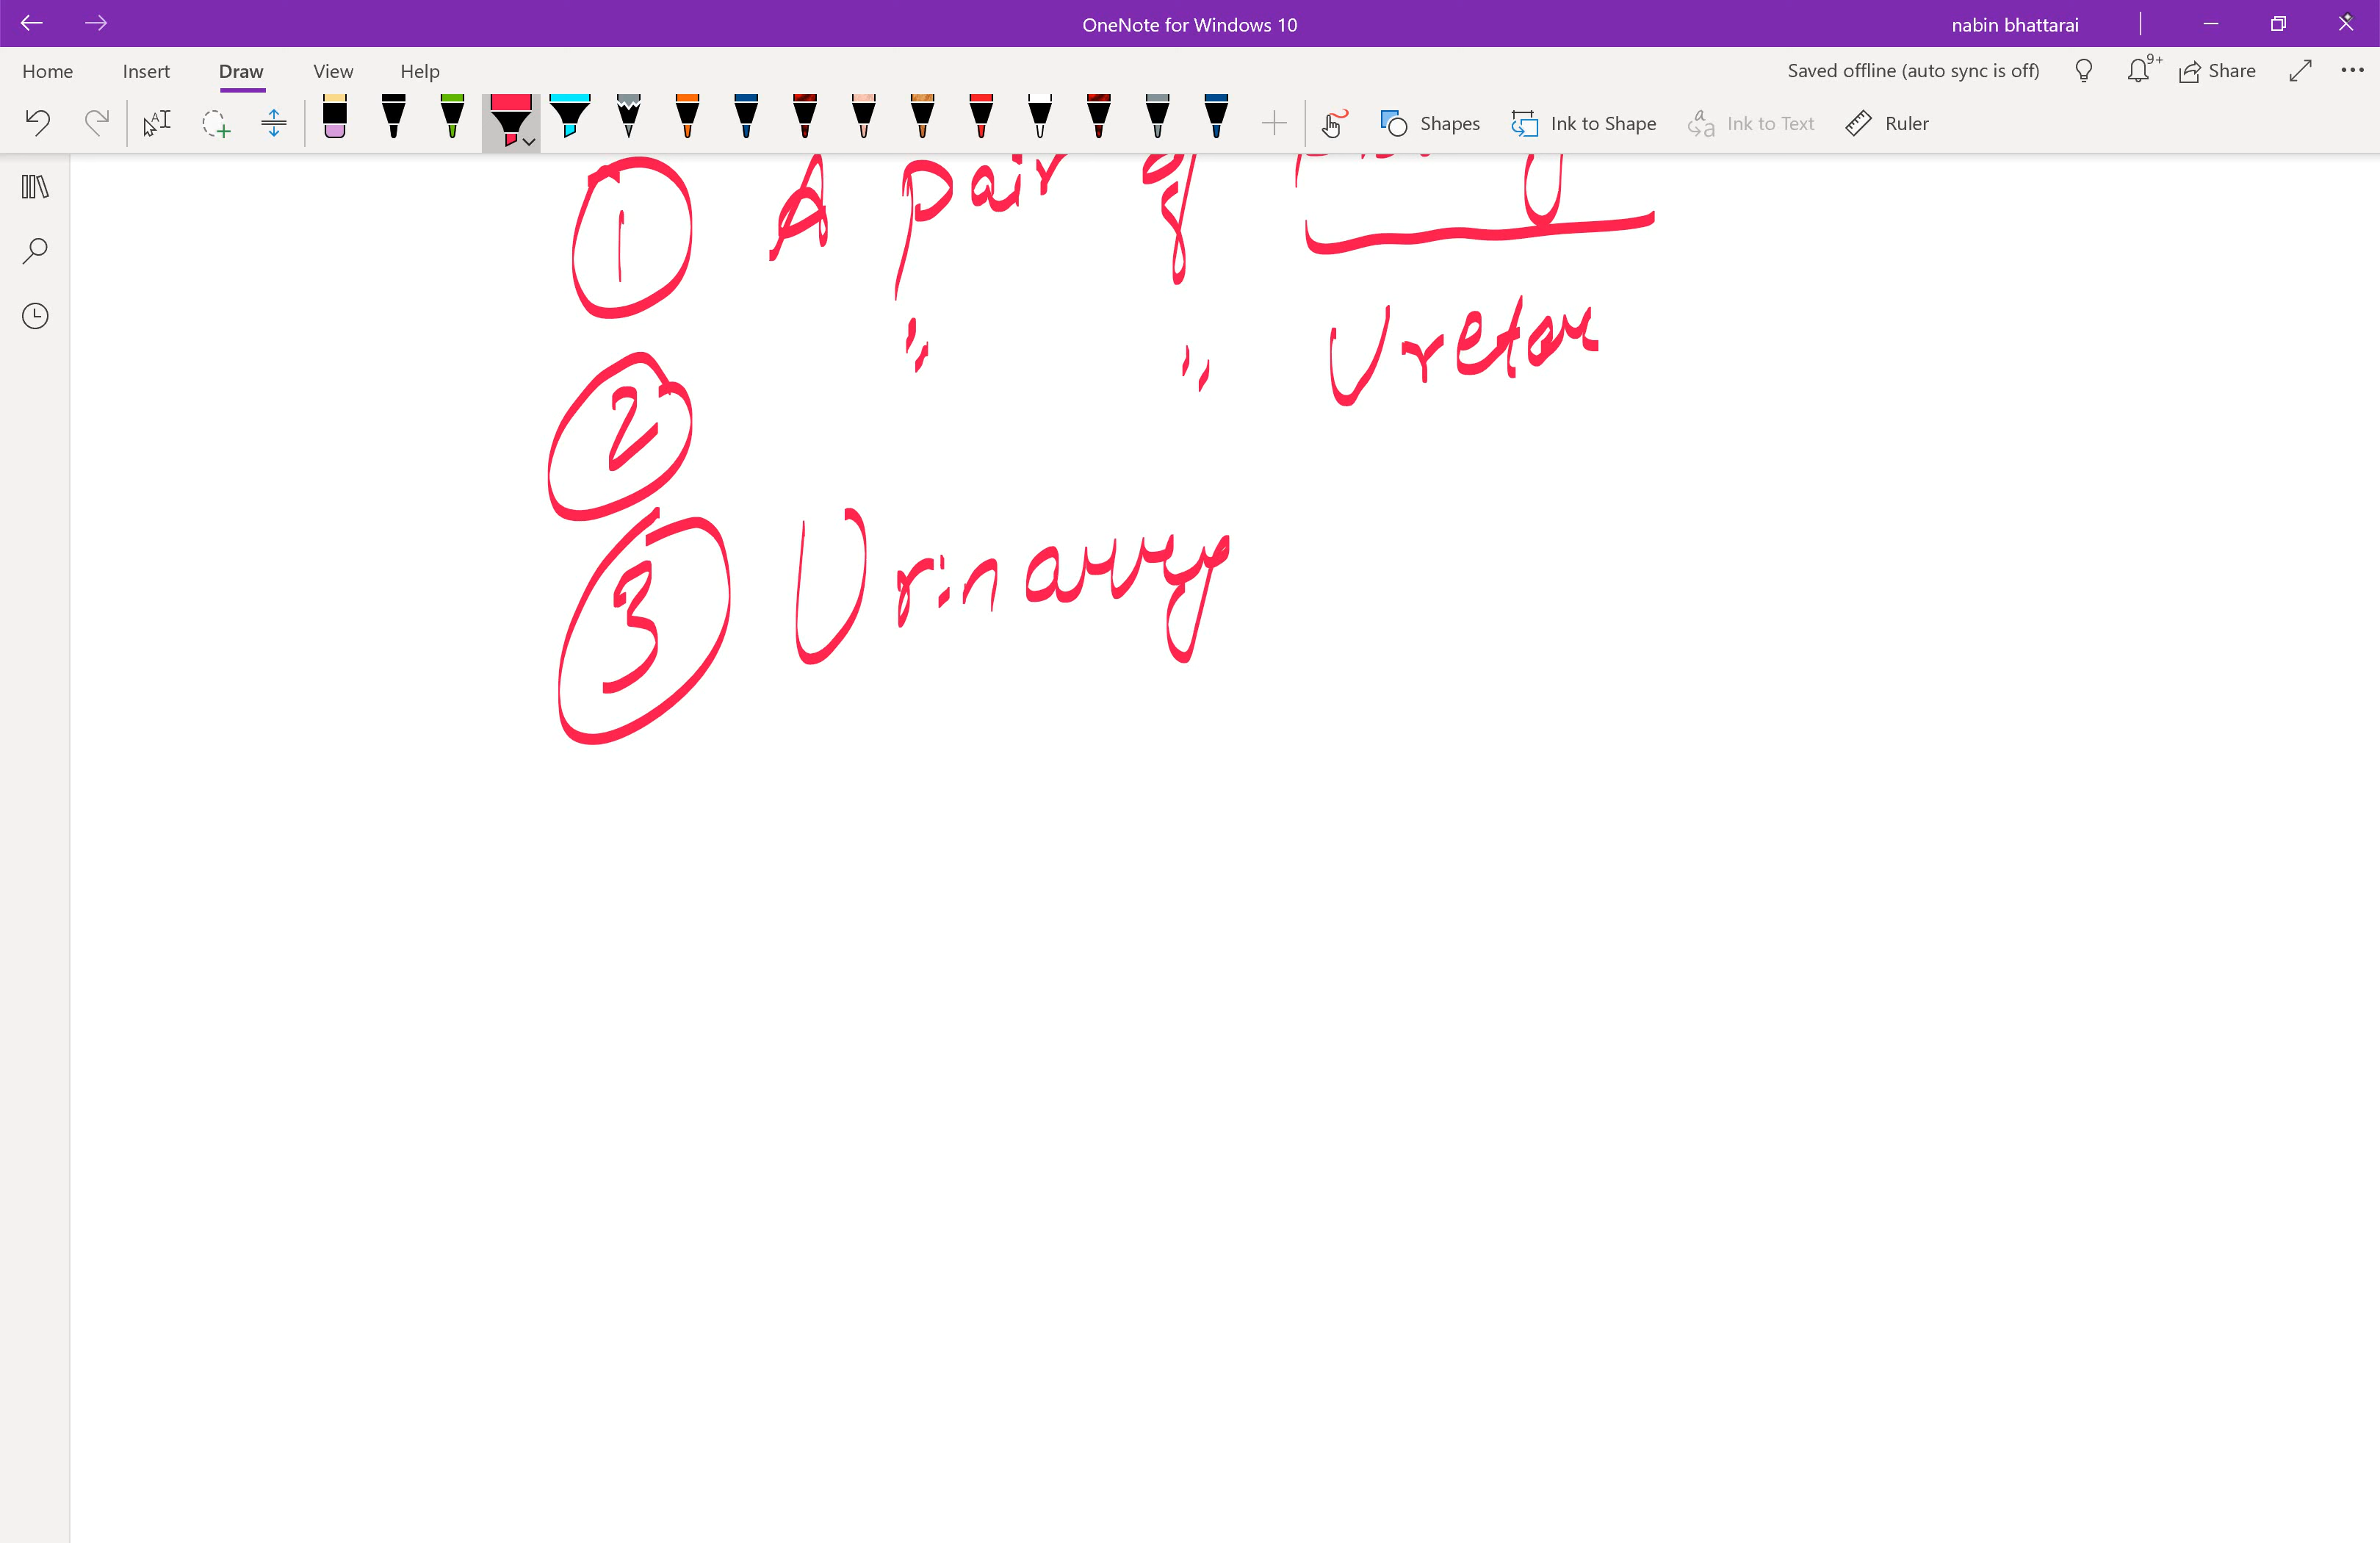 OneNote for Windows 10
nabin bhattarai
Home Insert Draw View Help
Saved offline (auto sync is off)
9+
Share
Shapes
Ink to Shape
Ink to Text
Ruler
1 A pair of
2 " "
3 Urinary